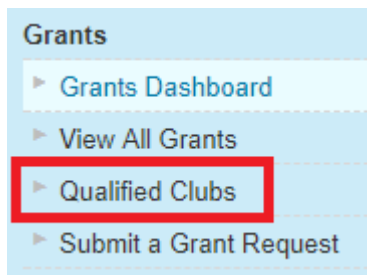 Grants
Grants Dashboard
View All Grants
Qualified Clubs
Submit a Grant Request